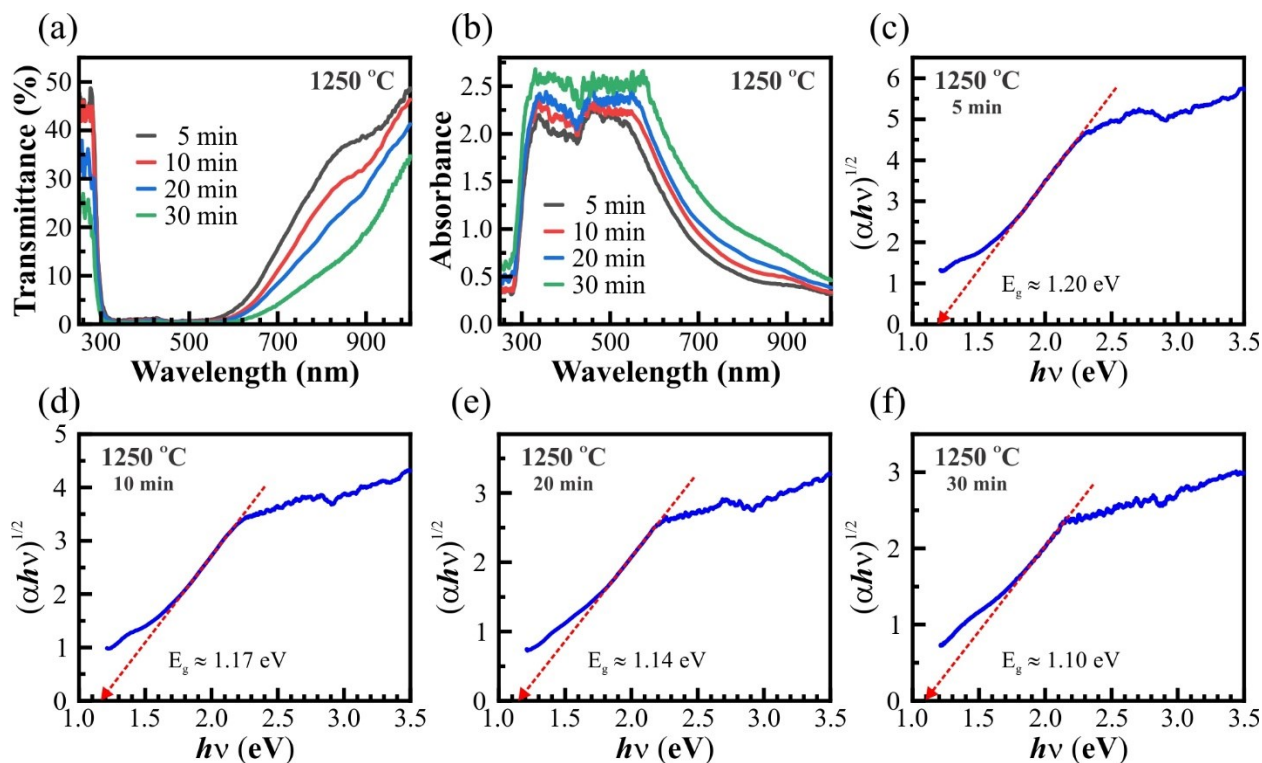 (a)
1250 °C
5 min
10 min
20 min
30 min
Transmittance (%)
50
40
30
20
10
0
300
500
700
900
Wavelength (nm)
(b)
1250 °C
5 min
10 min
20 min
30 min
Absorbance
2.5
2.0
1.5
1.0
0.5
0.0
300
500
700
900
Wavelength (nm)
(c)
1250 °C
5 min
E_g ≈ 1.20 eV
(αhν)^1/2
6
5
4
3
2
1
0
1.0
1.5
2.0
2.5
3.0
3.5
hν (eV)
(d)
1250 °C
10 min
E_g ≈ 1.17 eV
(αhν)^1/2
5
4
3
2
1
0
1.0
1.5
2.0
2.5
3.0
3.5
hν (eV)
(e)
1250 °C
20 min
E_g ≈ 1.14 eV
(αhν)^1/2
3
2
1
0
1.0
1.5
2.0
2.5
3.0
3.5
hν (eV)
(f)
1250 °C
30 min
E_g ≈ 1.10 eV
(αhν)^1/2
4
3
2
1
0
1.0
1.5
2.0
2.5
3.0
3.5
hν (eV)